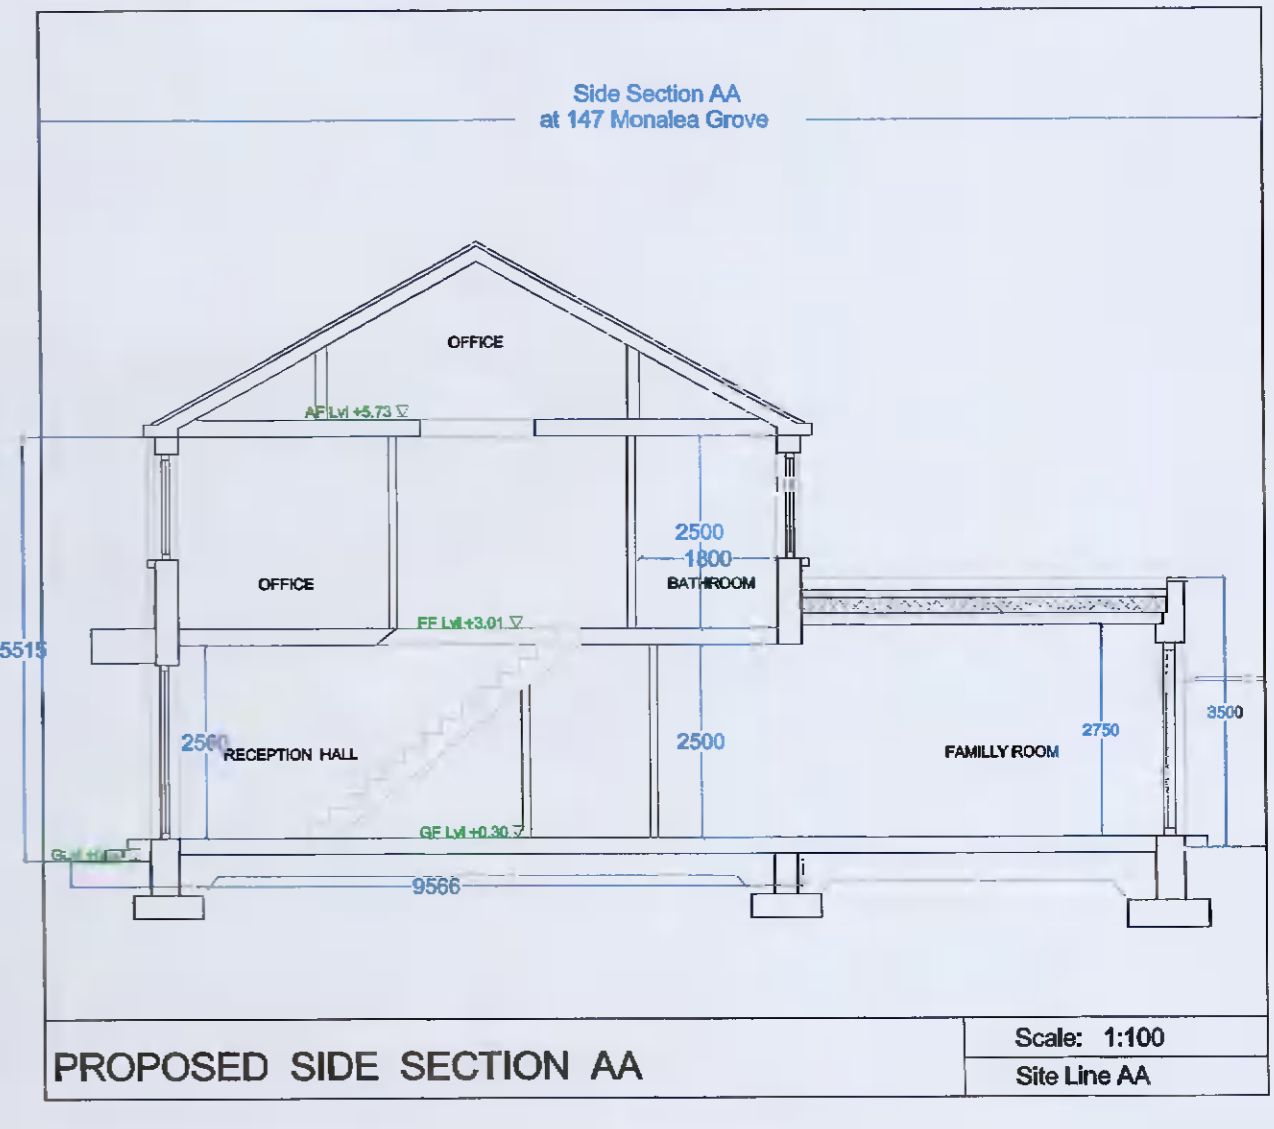 Side Section AA
at 147 Monalea Grove
OFFICE
AF Lvl +5.73
2500
1800
OFFICE
BATHROOM
FF Lvl +3.01
5515
3500
2750
2500
RECEPTION HALL
2500
FAMILLY ROOM
GF Lvl +0.30
9566
PROPOSED SIDE SECTION AA
Scale: 1:100
Site Line AA